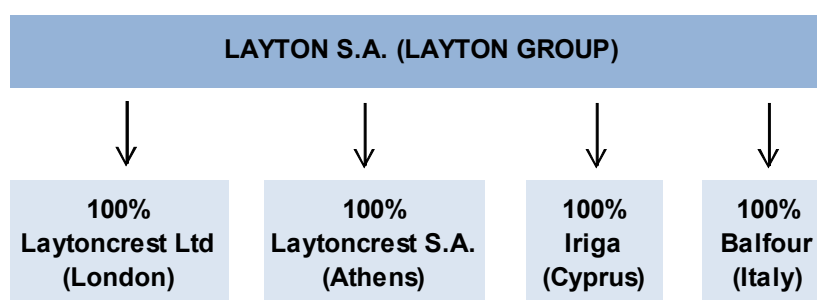 LAYTON S.A. (LAYTON GROUP)
100%
Laytoncrest Ltd
(London)
100%
Laytoncrest S.A.
(Athens)
100%
Iriga
(Cyprus)
100%
Balfour
(Italy)